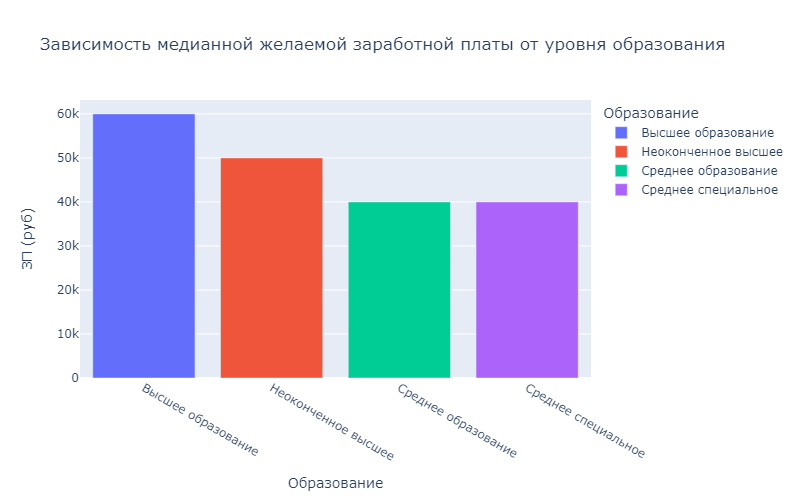 Зависимость медианной желаемой заработной платы от уровня образования
Образование
Высшее образование
Неоконченное высшее
Среднее образование
Среднее специальное
60k
50k
40k
30k
20k
10k
0
ЗП (руб)
Высшее образование
Неоконченное высшее
Среднее образование
Среднее специальное
Образование